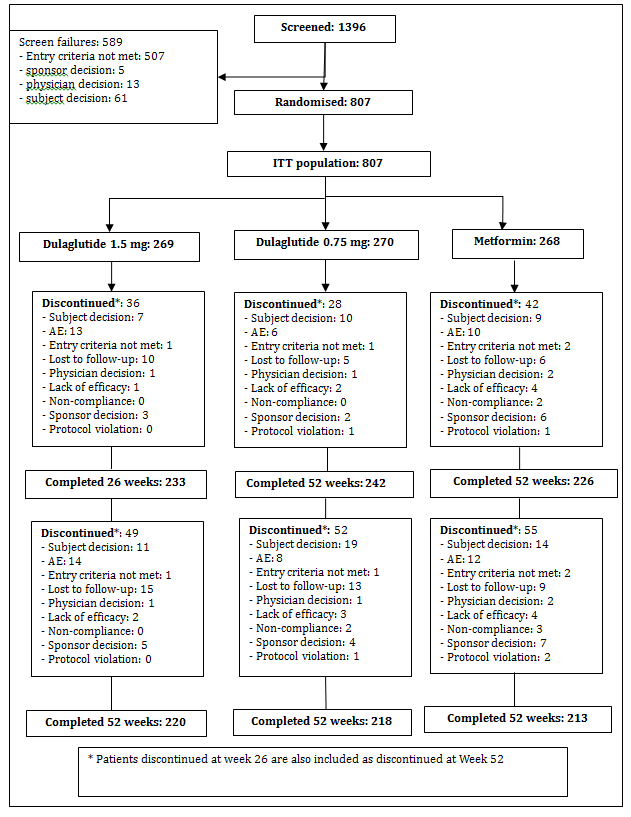 Screened: 1396
Screen failures: 589
- Entry criteria not met: 507
- sponsor decision: 5
- physician decision: 13
- subject decision: 61
Randomised: 807
ITT population: 807
Dulaglutide 1.5 mg: 269
Dulaglutide 0.75 mg: 270
Metformin: 268
Discontinued*: 36
- Subject decision: 7
- AE: 13
- Entry criteria not met: 1
- Lost to follow-up: 10
- Physician decision: 1
- Lack of efficacy: 1
- Non-compliance: 0
- Sponsor decision: 3
- Protocol violation: 0
Discontinued*: 28
- Subject decision: 10
- AE: 6
- Entry criteria not met: 1
- Lost to follow-up: 5
- Physician decision: 1
- Lack of efficacy: 2
- Non-compliance: 0
- Sponsor decision: 2
- Protocol violation: 1
Discontinued*: 42
- Subject decision: 9
- AE: 10
- Entry criteria not met: 2
- Lost to follow-up: 6
- Physician decision: 2
- Lack of efficacy: 4
- Non-compliance: 2
- Sponsor decision: 6
- Protocol violation: 1
Completed 26 weeks: 233
Completed 52 weeks: 242
Completed 52 weeks: 226
Discontinued*: 49
- Subject decision: 11
- AE: 14
- Entry criteria not met: 1
- Lost to follow-up: 15
- Physician decision: 1
- Lack of efficacy: 2
- Non-compliance: 0
- Sponsor decision: 5
- Protocol violation: 0
Discontinued*: 52
- Subject decision: 19
- AE: 8
- Entry criteria not met: 1
- Lost to follow-up: 13
- Physician decision: 1
- Lack of efficacy: 3
- Non-compliance: 2
- Sponsor decision: 4
- Protocol violation: 1
Discontinued*: 55
- Subject decision: 14
- AE: 12
- Entry criteria not met: 2
- Lost to follow-up: 9
- Physician decision: 2
- Lack of efficacy: 4
- Non-compliance: 3
- Sponsor decision: 7
- Protocol violation: 2
Completed 52 weeks: 220
Completed 52 weeks: 218
Completed 52 weeks: 213
* Patients discontinued at week 26 are also included as discontinued at Week 52